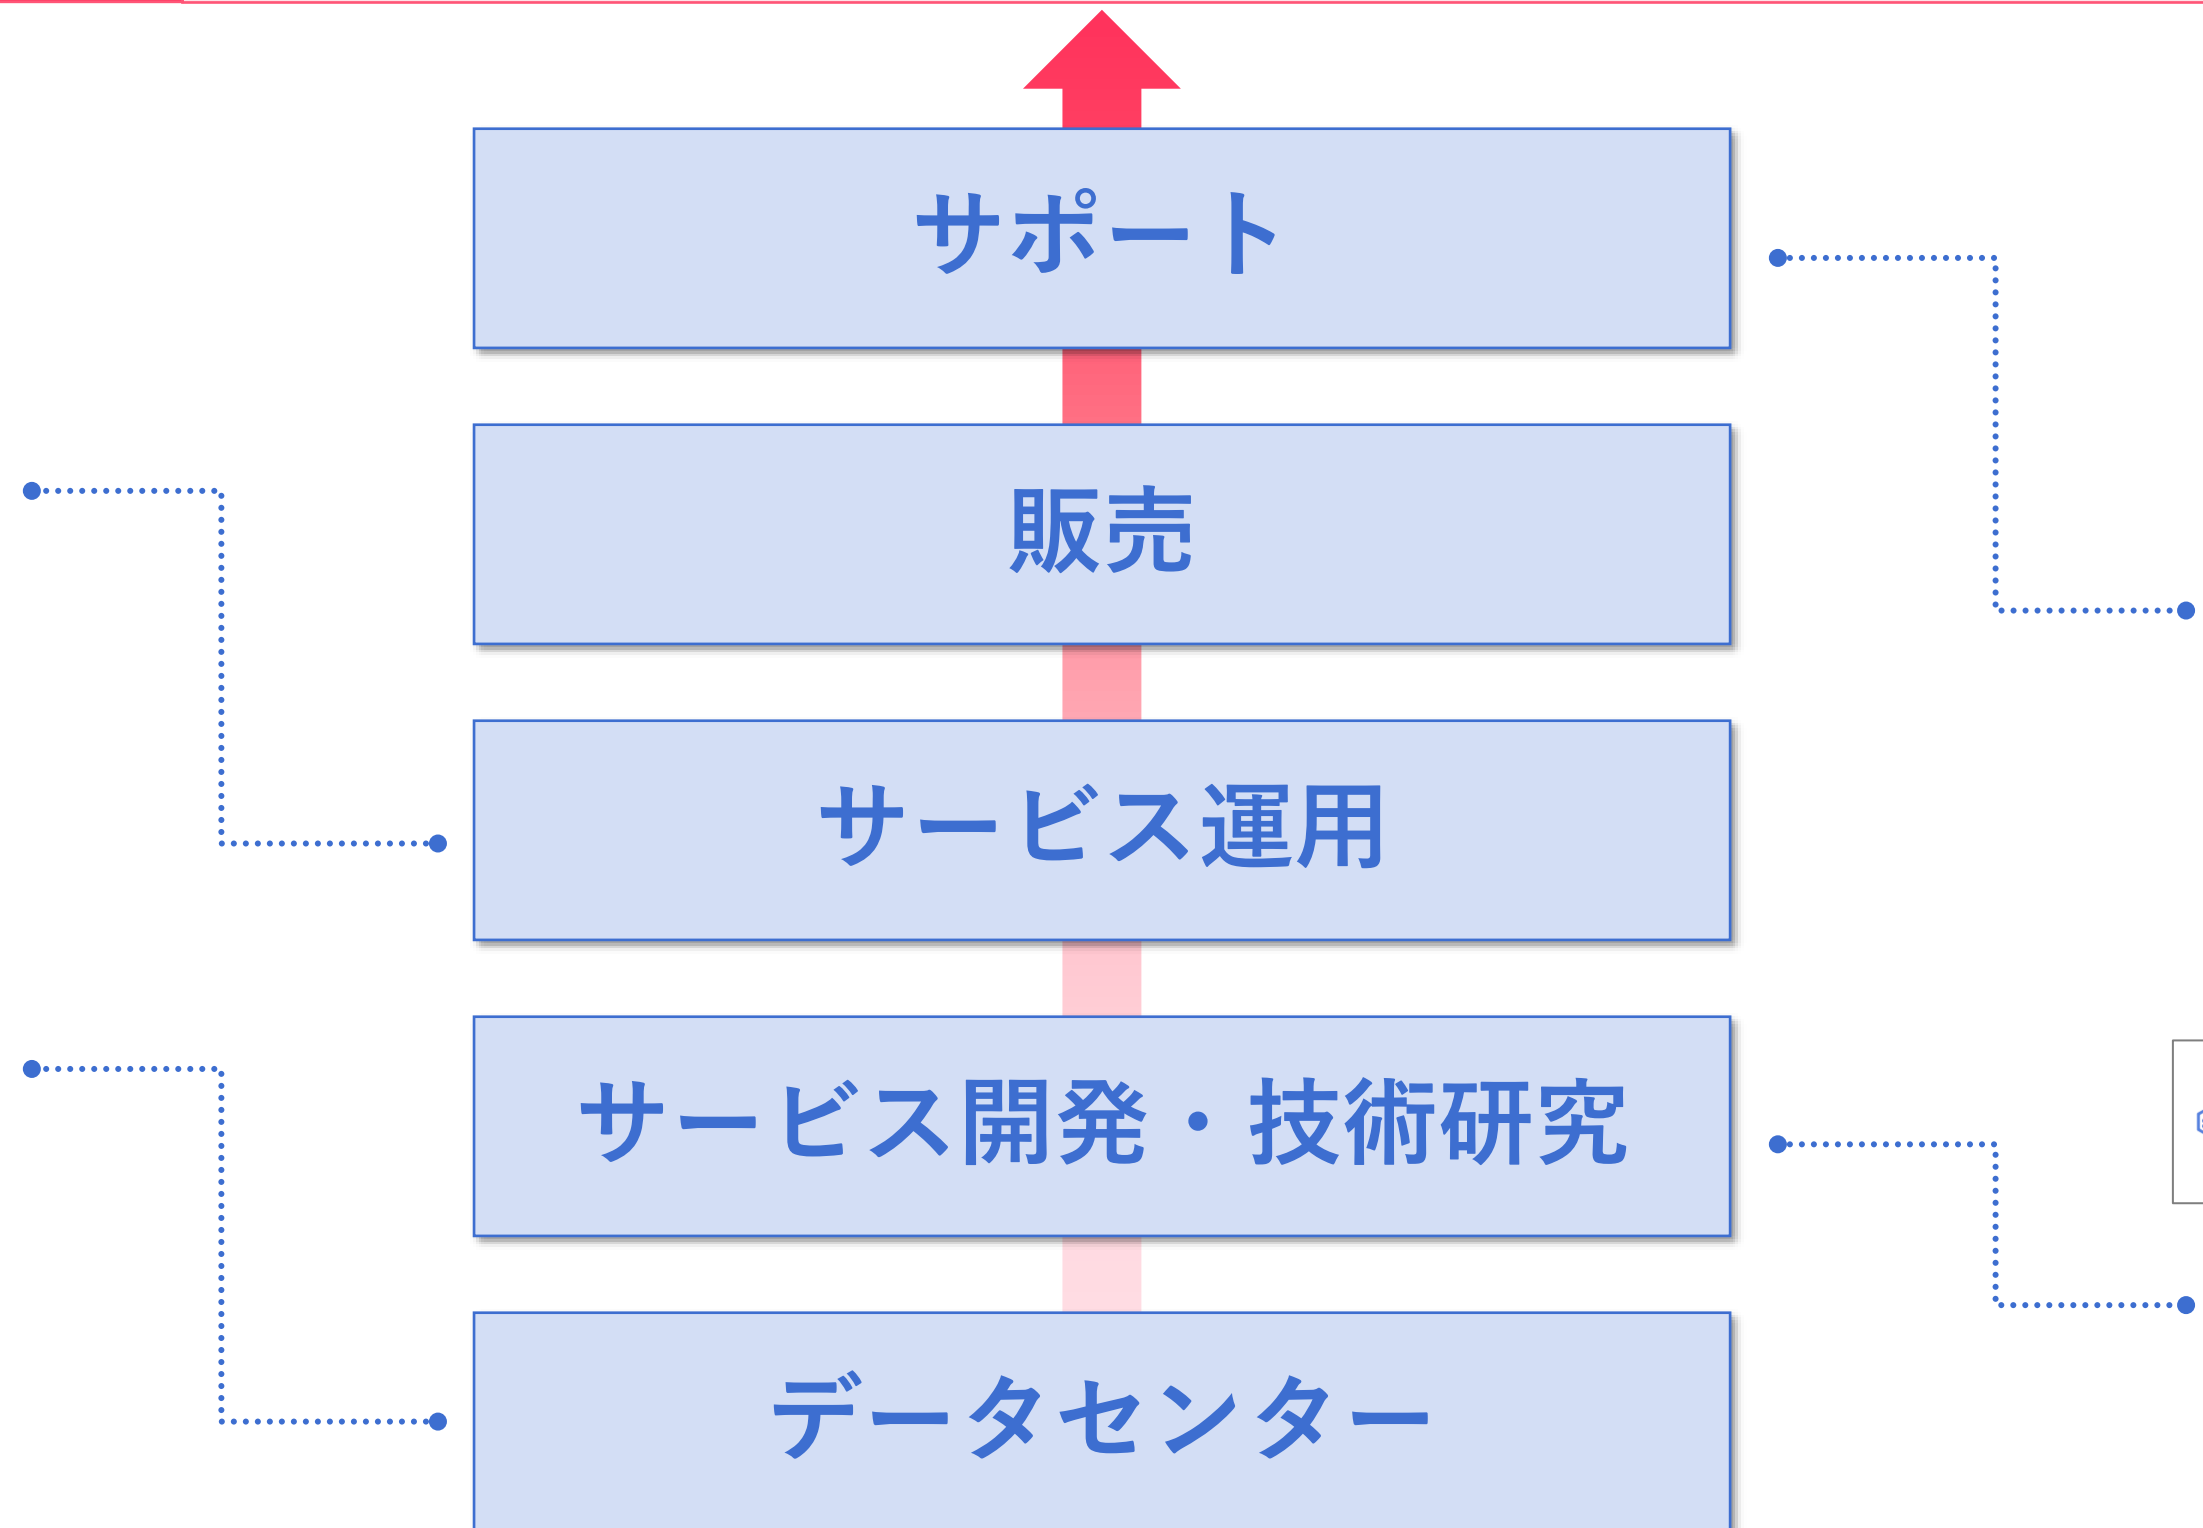 サポート
販売
サービス運用
サービス開発・技術研究
データセンター